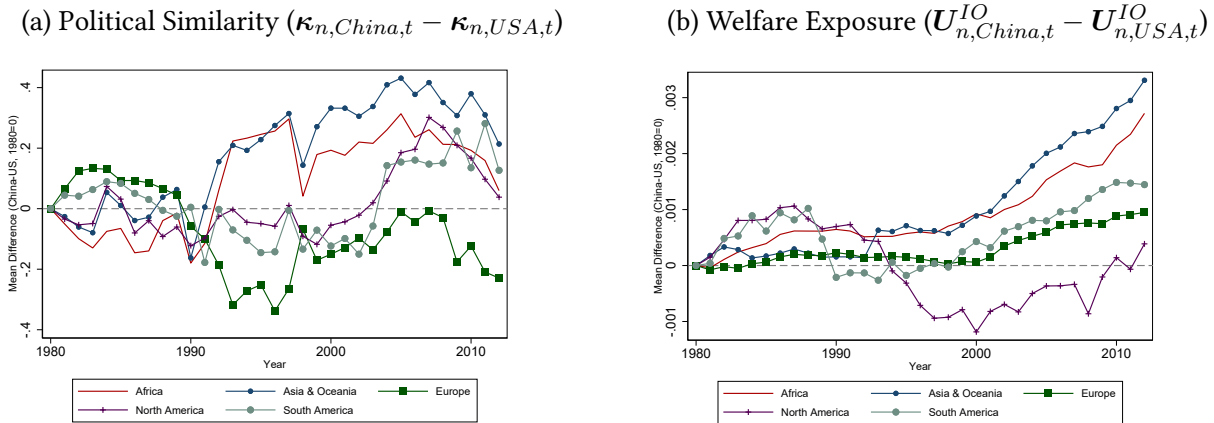 (a) Political Similarity (κn,China,t − κn,USA,t)
Mean Difference (China-US, 1980=0)
.4
.2
0
-.2
-.4
1980 1990 2000 2010
Year
Africa Asia & Oceania Europe
North America South America
(b) Welfare Exposure (U^IO_n,China,t − U^IO_n,USA,t)
Mean Difference (China-US, 1980=0)
.003
.002
.001
0
-.001
1980 1990 2000 2010
Year
Africa Asia & Oceania Europe
North America South America